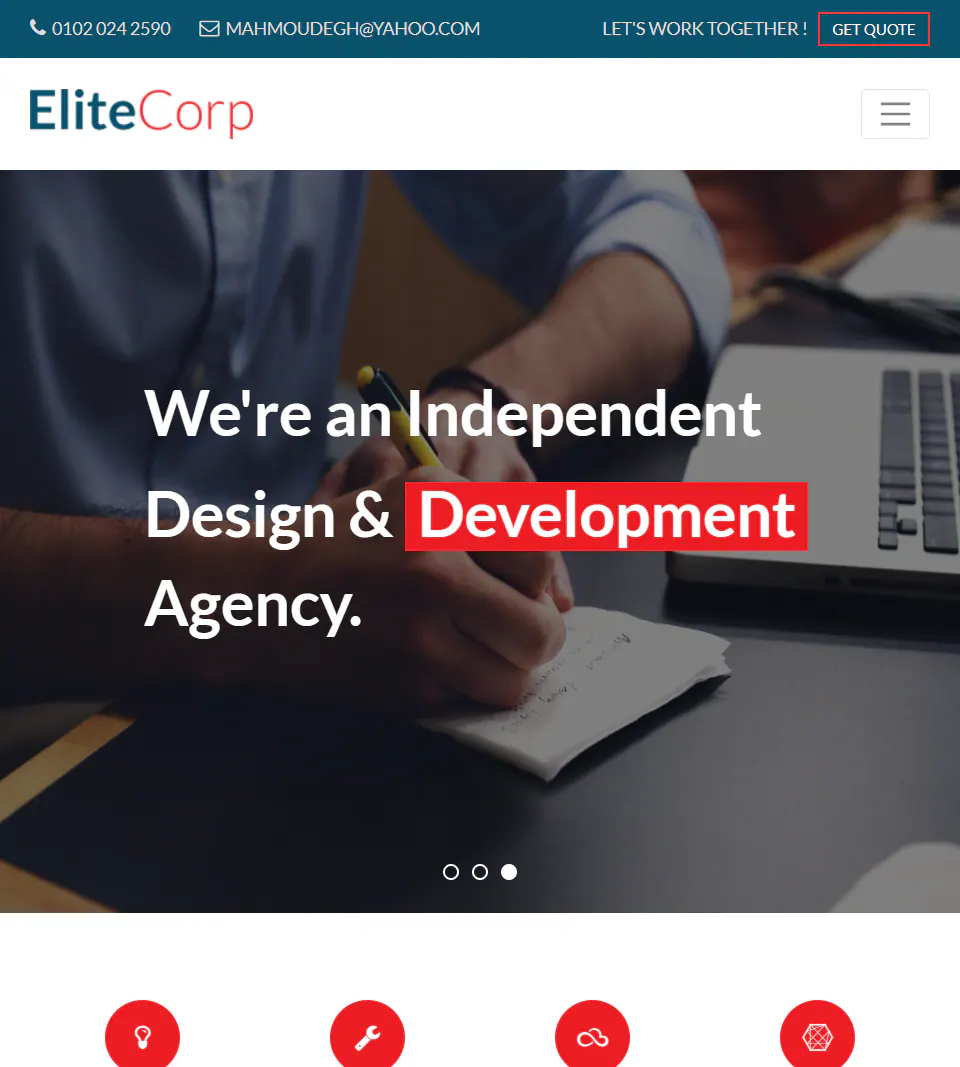 0102 024 2590 MAHMOUDEGH@YAHOO.COM LET'S WORK TOGETHER ! GET QUOTE
EliteCorp
We're an Independent
Design & Development
Agency.